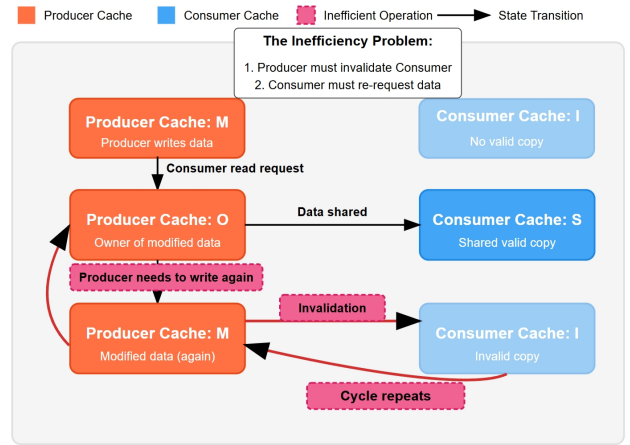 Producer Cache
Consumer Cache
Inefficient Operation
State Transition
The Inefficiency Problem:
1. Producer must invalidate Consumer
2. Consumer must re-request data
Producer Cache: M
Producer writes data
Consumer Cache: I
No valid copy
Consumer read request
Producer Cache: O
Owner of modified data
Data shared
Consumer Cache: S
Shared valid copy
Producer needs to write again
Producer Cache: M
Modified data (again)
Invalidation
Consumer Cache: I
Invalid copy
Cycle repeats